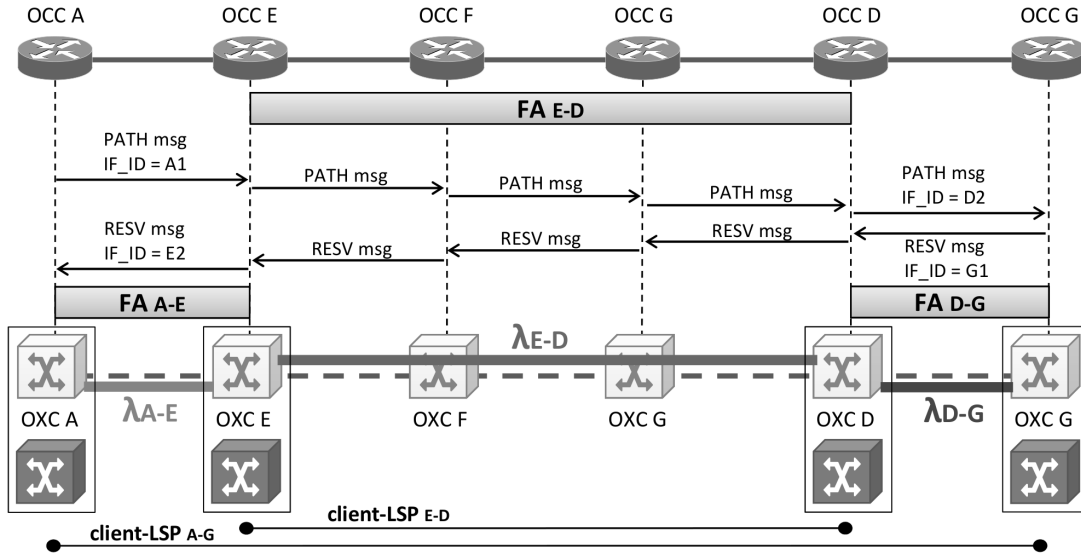 OCC A OCC E OCC F OCC G OCC D OCC G
FA E-D
PATH msg
IF_ID = A1
PATH msg
PATH msg
PATH msg
PATH msg
IF_ID = D2
RESV msg
IF_ID = E2
RESV msg
RESV msg
RESV msg
RESV msg
IF_ID = G1
FA A-E
FA D-G
λE-D
λA-E
λD-G
OXC A OXC E OXC F OXC G OXC D OXC G
client-LSP E-D
client-LSP A-G